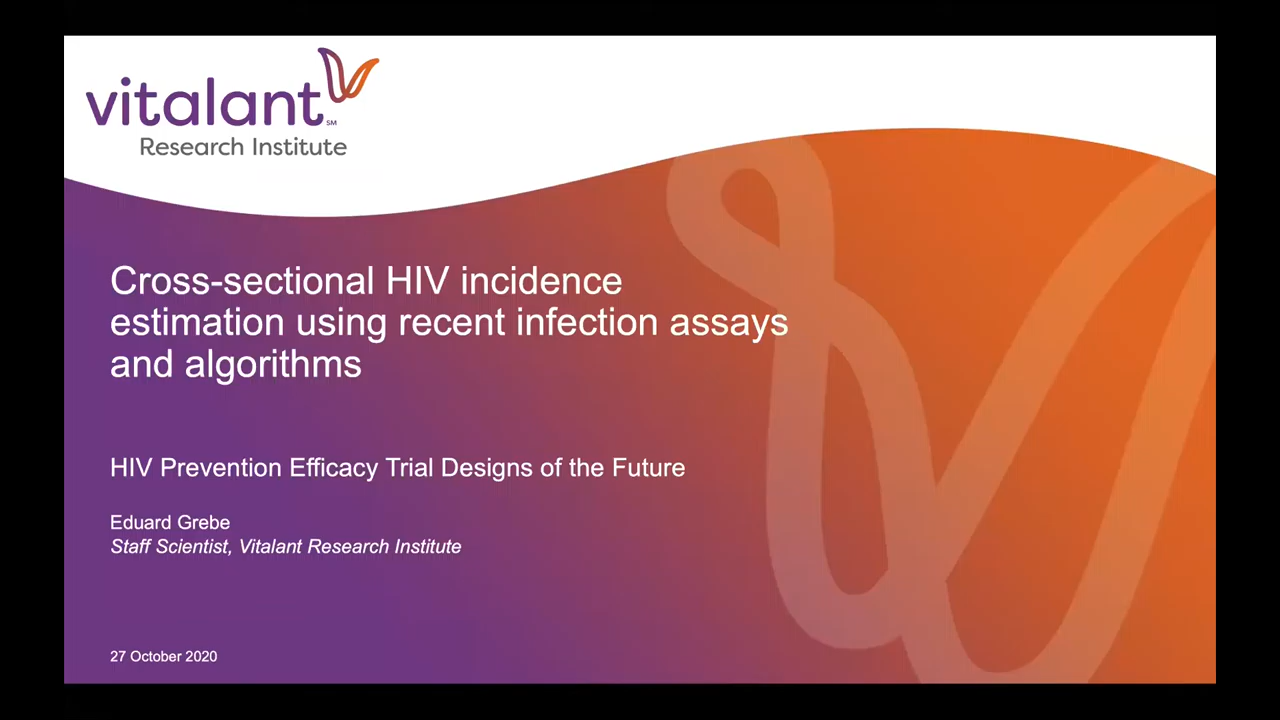 vitalant
SM
Research Institute
Cross-sectional HIV incidence
estimation using recent infection assays
and algorithms
HIV Prevention Efficacy Trial Designs of the Future
Eduard Grebe
Staff Scientist, Vitalant Research Institute
27 October 2020